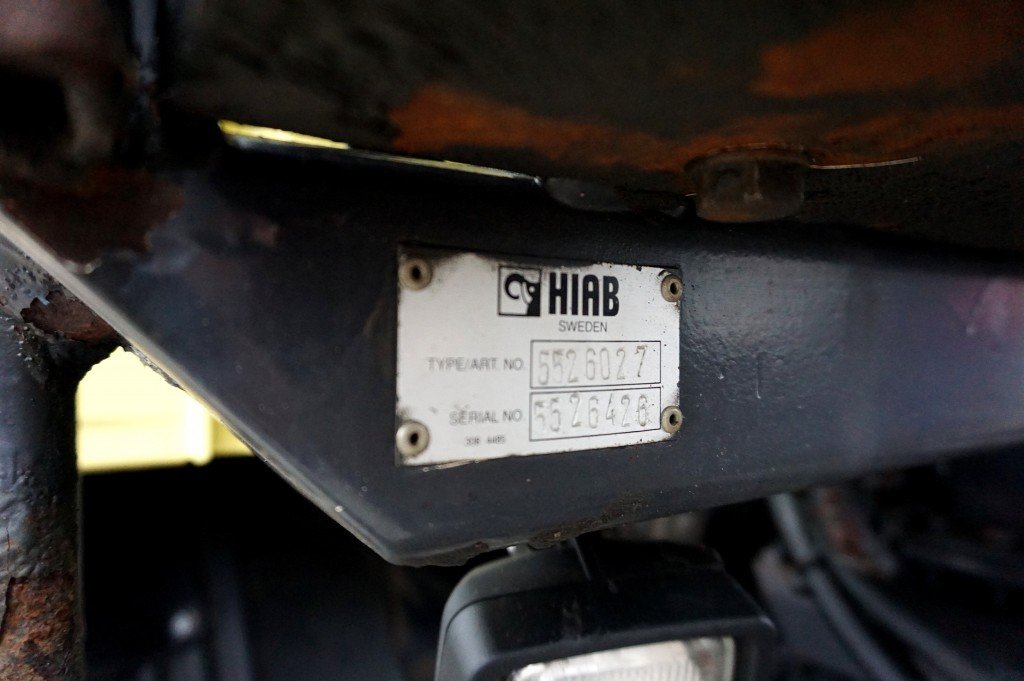 HIAB
SWEDEN
TYPE/ART. NO. 5526027
SERIAL NO 5526426